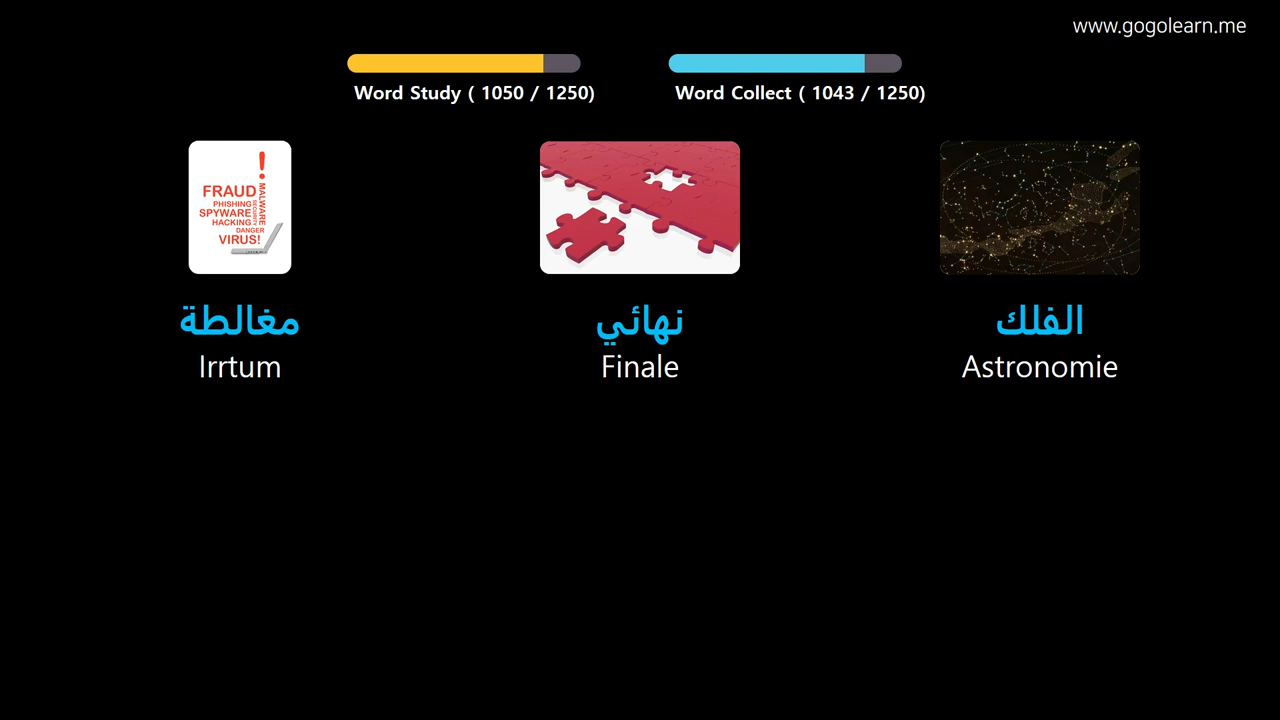 www.gogolearn.me
Word Study ( 1050 / 1250)
Word Collect ( 1043 / 1250)
!
FRAUD
MALWARE
PHISHING
SECURITY
SPYWARE
HACKING
DANGER
VIRUS!
مغالطة
Irrtum
نهائي
Finale
الفلك
Astronomie